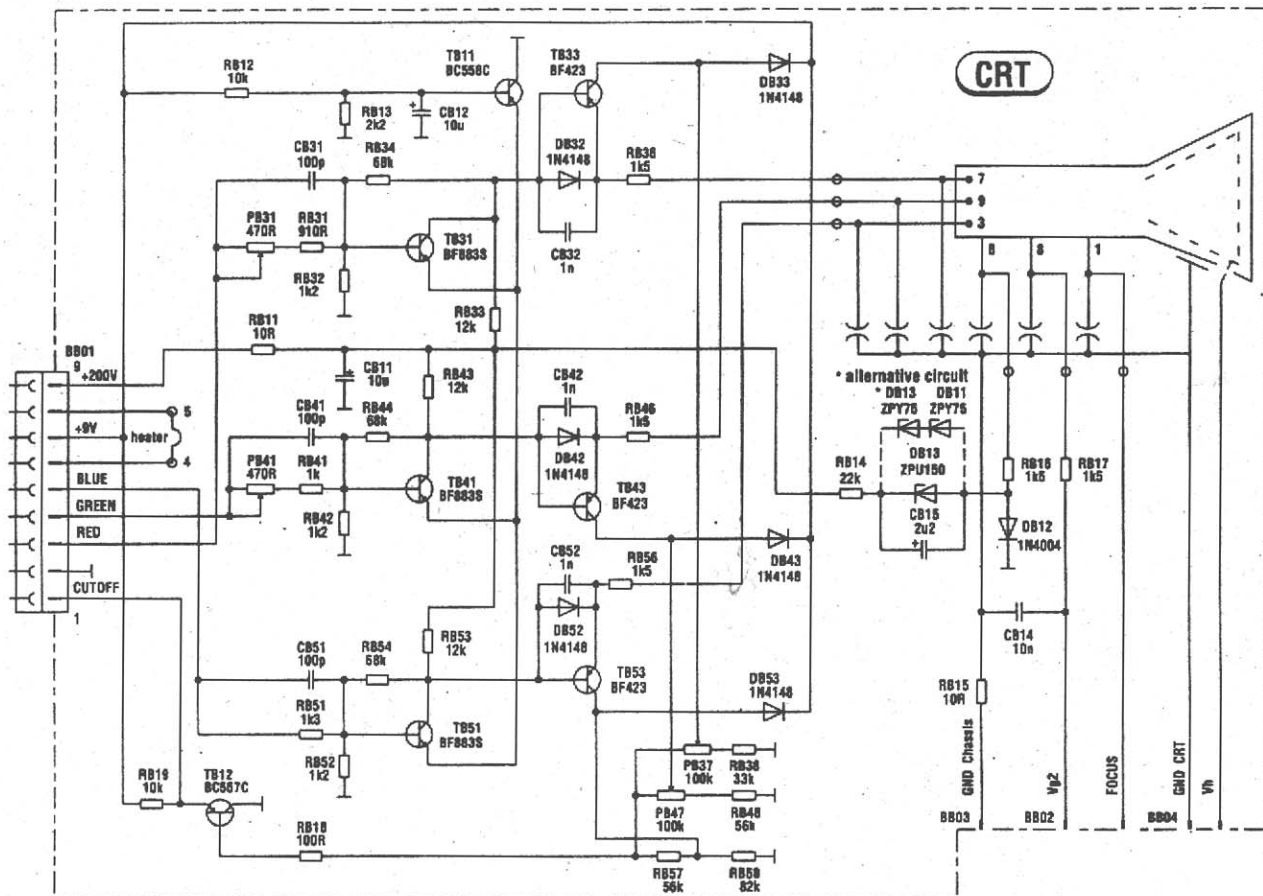 RB12
10k
TB11
BC558C
TB33
BF423
DB33
1N4148
CRT
RB13
2k2
CB12
10u
CB31
100p
RB34
68k
DB32
1N4148
RB36
1k5
7
9
3
PB31
470R
RB31
910R
TB31
BF883S
CB32
1n
6
8
1
RB32
1k2
RB33
12k
RB11
10R
BB01
9
+200V
CB11
10u
RB43
12k
CB42
1n
* alternative circuit
* DB13
ZPY75
DB11
ZPY75
5
+9V
heater
4
CB41
100p
RB44
68k
RB46
1k5
DB42
1N4148
DB13
ZPU150
RB14
22k
RB16
1k5
RB17
1k5
BLUE
GREEN
RED
CUTOFF
1
PB41
470R
RB41
1k
TB41
BF883S
TB43
BF423
RB42
1k2
CB15
2u2
DB12
1N4004
DB43
1N4148
CB52
1n
RB56
1k5
DB52
1N4148
RB53
12k
CB14
10n
CB51
100p
RB54
68k
TB53
BF423
DB53
1N4148
RB15
10R
RB51
1k3
TB51
BF883S
RB52
1k2
PB37
100k
RB38
33k
RB19
10k
TB12
BC557C
PB47
100k
RB48
56k
RB18
100R
RB57
56k
RB58
82k
GND Chassis
Vg2
FOCUS
GND CRT
Vh
BB03
BB02
BB04